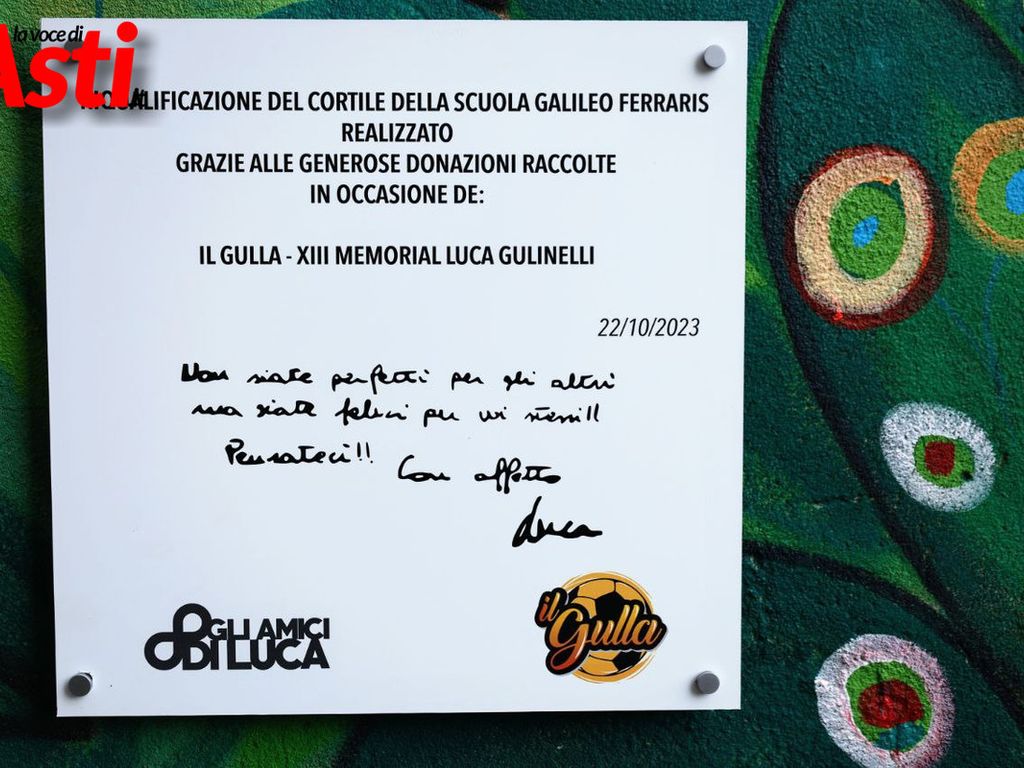 la voce di
Asti
RIQUALIFICAZIONE DEL CORTILE DELLA SCUOLA GALILEO FERRARIS
REALIZZATO
GRAZIE ALLE GENEROSE DONAZIONI RACCOLTE
IN OCCASIONE DE:
IL GULLA - XIII MEMORIAL LUCA GULINELLI
22/10/2023
Non siate perfetti per gli altri
ma siate felici per voi stessi!!
Pensateci!!
Con affetto
Luca
GLI AMICI
DI LUCA
il
Gulla